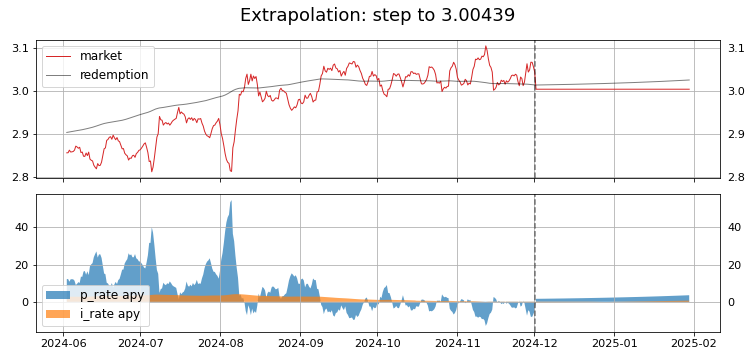 Extrapolation: step to 3.00439
3.1 3.1
market
redemption
3.0 3.0
2.9 2.9
2.8 2.8
40 40
20 20
p_rate apy
0 0
i_rate apy
2024-06 2024-07 2024-08 2024-09 2024-10 2024-11 2024-12 2025-01 2025-02